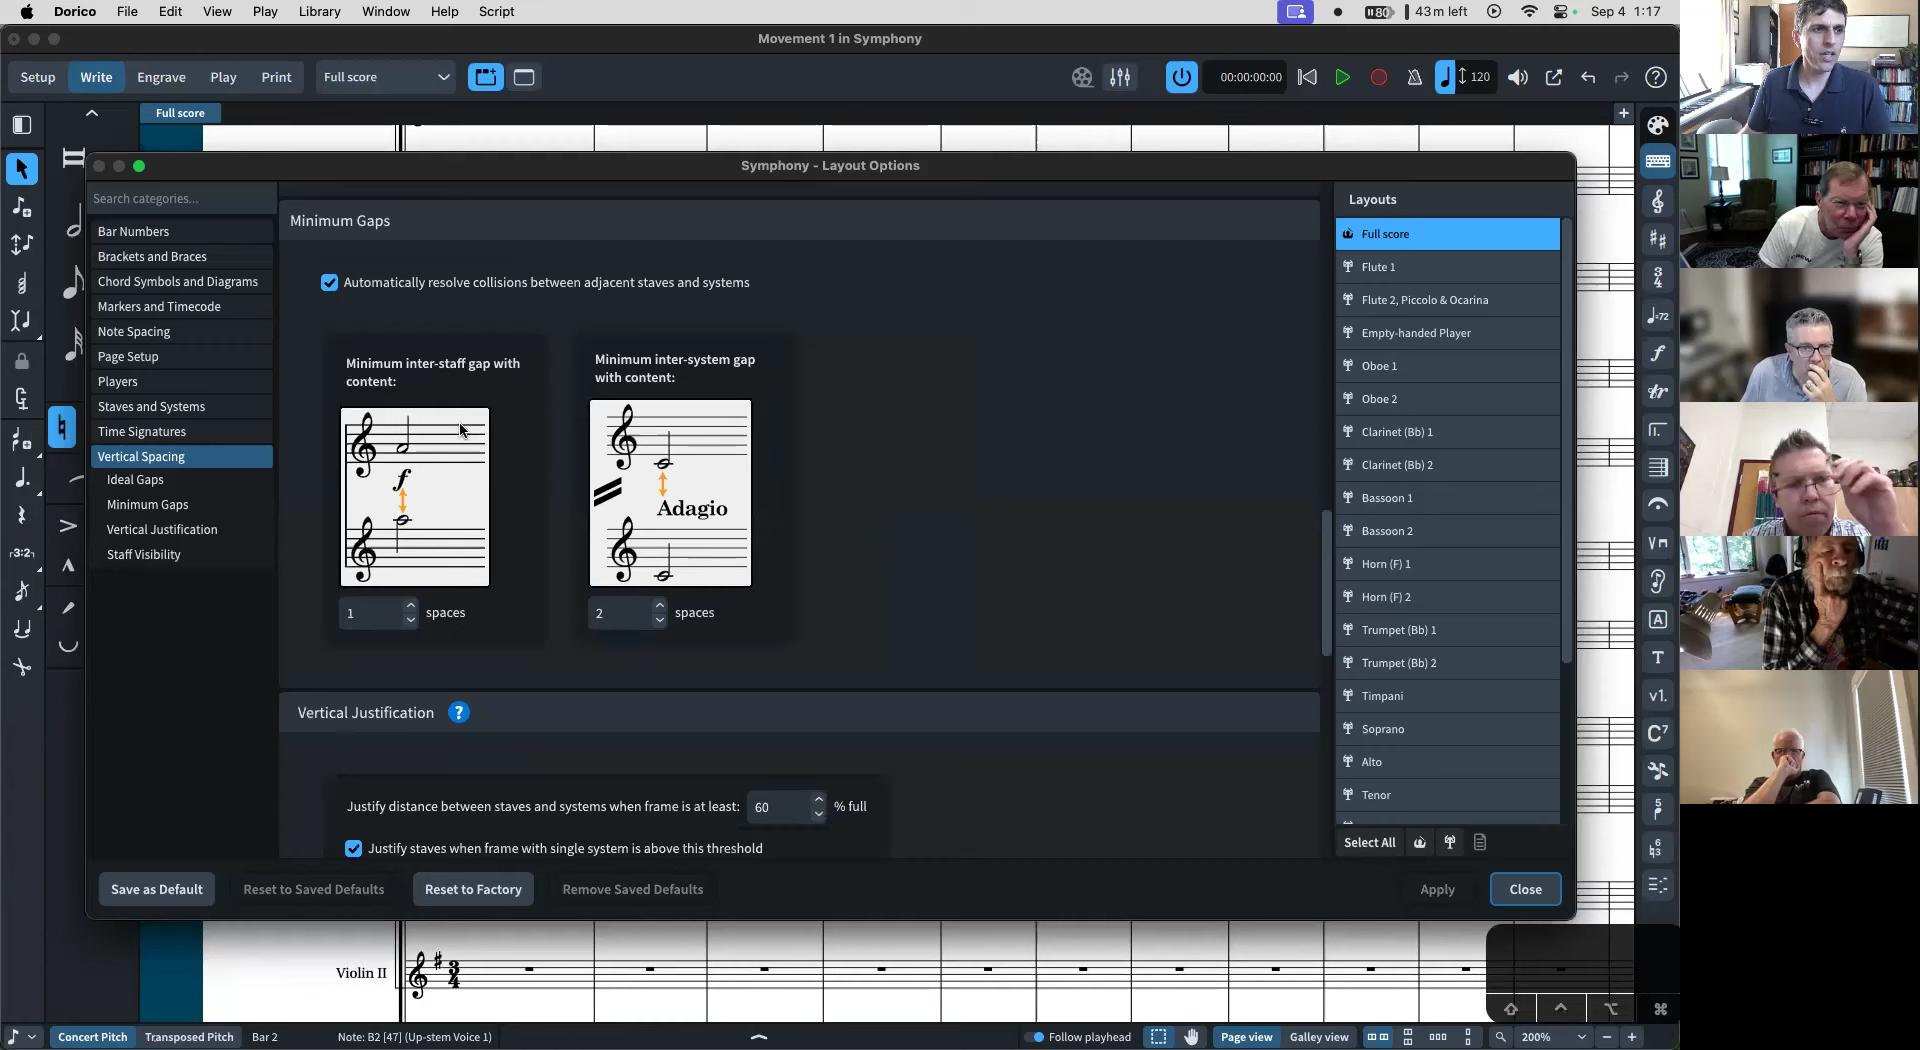 Dorico File Edit View Play Library Window Help Script
80 43 m left Sep 4 1:17
Movement 1 in Symphony
Setup Write Engrave Play Print Full score 00:00:00:00 120
Full score
Symphony - Layout Options
Search categories...
Bar Numbers
Brackets and Braces
Chord Symbols and Diagrams
Markers and Timecode
Note Spacing
Page Setup
Players
Staves and Systems
Time Signatures
Vertical Spacing
Ideal Gaps
Minimum Gaps
Vertical Justification
Staff Visibility
Minimum Gaps
Automatically resolve collisions between adjacent staves and systems
Minimum inter-staff gap with
content:
f
1 spaces
Minimum inter-system gap
with content:
Adagio
2 spaces
Vertical Justification ?
Justify distance between staves and systems when frame is at least: 60 % full
Justify staves when frame with single system is above this threshold
Layouts
Full score
Flute 1
Flute 2, Piccolo & Ocarina
Empty-handed Player
Oboe 1
Oboe 2
Clarinet (Bb) 1
Clarinet (Bb) 2
Bassoon 1
Bassoon 2
Horn (F) 1
Horn (F) 2
Trumpet (Bb) 1
Trumpet (Bb) 2
Timpani
Soprano
Alto
Tenor
Select All
Save as Default Reset to Saved Defaults Reset to Factory Remove Saved Defaults Apply Close
Violin II 3 4
Concert Pitch Transposed Pitch Bar 2 Note: B2 [47] (Up-stem Voice 1) Follow playhead Page view Galley view 200%